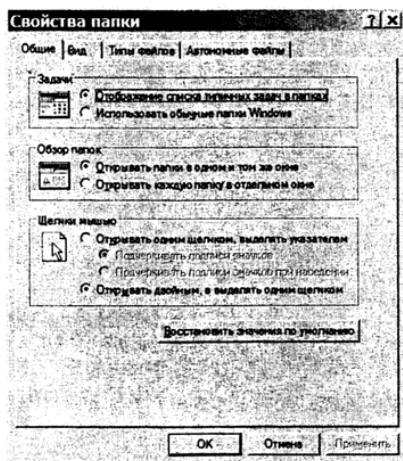 Свойства папки
? X
Общие Вид Типы файлов Автономные файлы
Задачи
Отображение списка типичных задач в папках
Использовать обычные папки Windows
Обзор папок
Открывать папки в одном и том же окне
Открывать каждую папку в отдельном окне
Щелчки мышью
Открывать одним щелчком, выделять указателем
Подчеркивать подписи значков
Подчеркивать подписи значков при наведении
Открывать двойным, а выделять одним щелчком
Восстановить значения по умолчанию
OK Отмена Применить